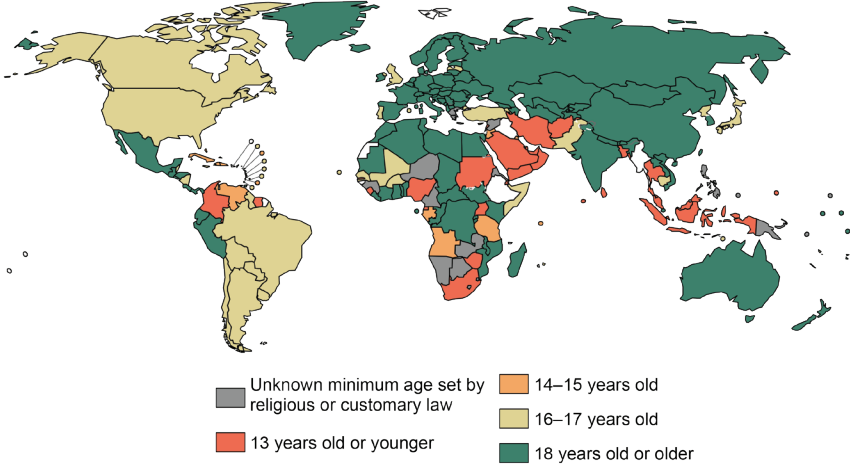 Unknown minimum age set by
religious or customary law
13 years old or younger
14–15 years old
16–17 years old
18 years old or older